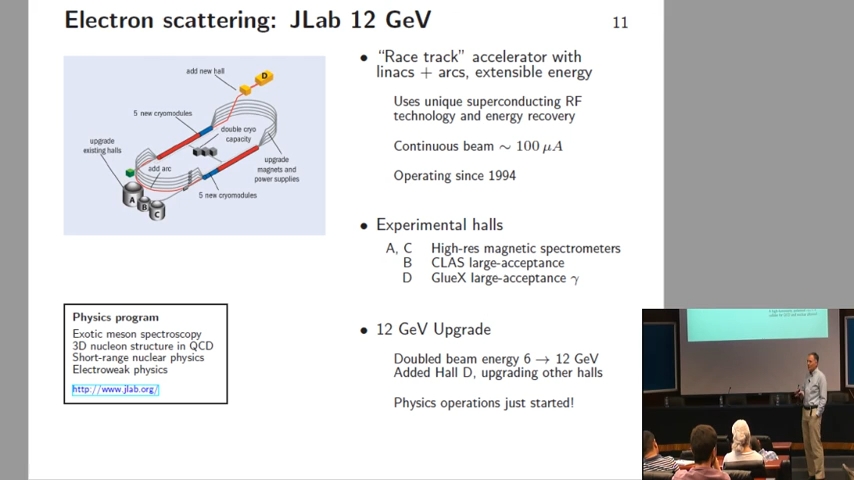 Electron scattering: JLab 12 GeV
11
add new hall
D
5 new cryomodules
double cryo
capacity
upgrade
existing halls
add arc
upgrade
magnets and
power supplies
5 new cryomodules
A
B
C
Physics program
Exotic meson spectroscopy
3D nucleon structure in QCD
Short-range nuclear physics
Electroweak physics
http://www.jlab.org/
• "Race track" accelerator with
linacs + arcs, extensible energy
Uses unique superconducting RF
technology and energy recovery
Continuous beam ∼ 100 μA
Operating since 1994
• Experimental halls
A, C High-res magnetic spectrometers
B CLAS large-acceptance
D GlueX large-acceptance γ
• 12 GeV Upgrade
Doubled beam energy 6 → 12 GeV
Added Hall D, upgrading other halls
Physics operations just started!